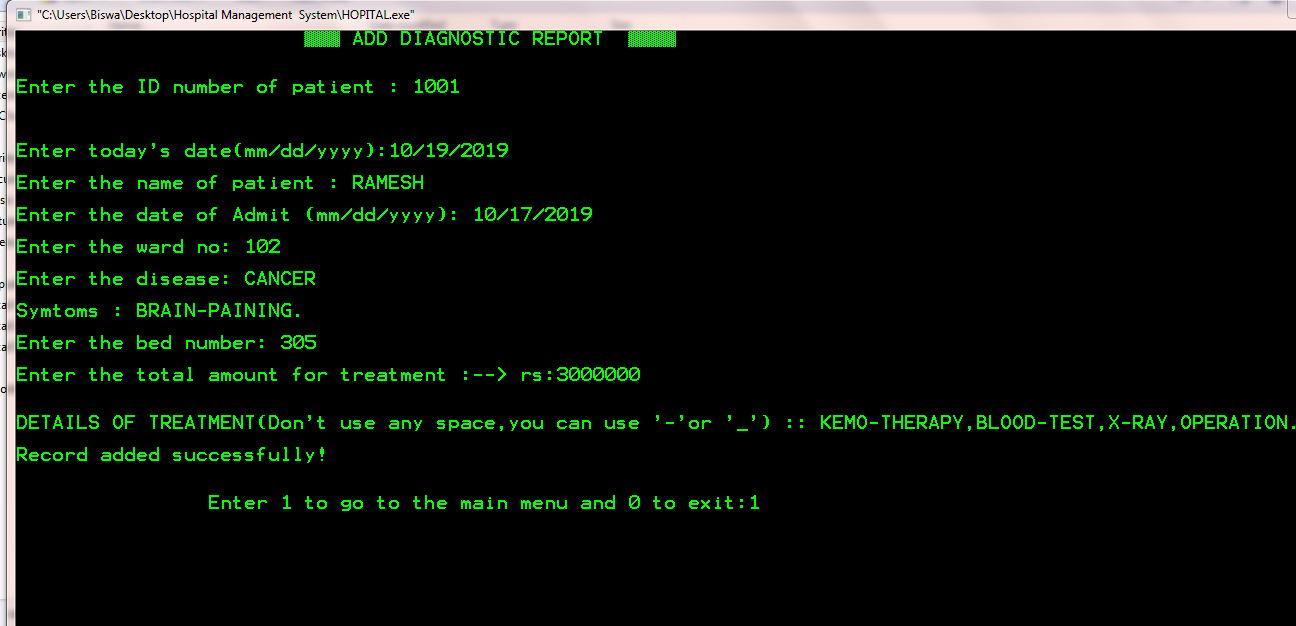 "C:\Users\Biswa\Desktop\Hospital Management  System\HOPITAL.exe"
ADD DIAGNOSTIC REPORT
Enter the ID number of patient : 1001
Enter today's date(mm/dd/yyyy):10/19/2019
Enter the name of patient : RAMESH
Enter the date of Admit (mm/dd/yyyy): 10/17/2019
Enter the ward no: 102
Enter the disease: CANCER
Symtoms : BRAIN-PAINING.
Enter the bed number: 305
Enter the total amount for treatment :--> rs:3000000
DETAILS OF TREATMENT(Don't use any space,you can use '-'or '_') :: KEMO-THERAPY,BLOOD-TEST,X-RAY,OPERATION.
Record added successfully!
Enter 1 to go to the main menu and 0 to exit:1